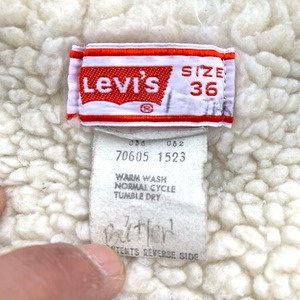 Levi's
SIZE
36
70605 1523
WARM WASH
NORMAL CYCLE
TUMBLE DRY
CONTENTS REVERSE SIDE